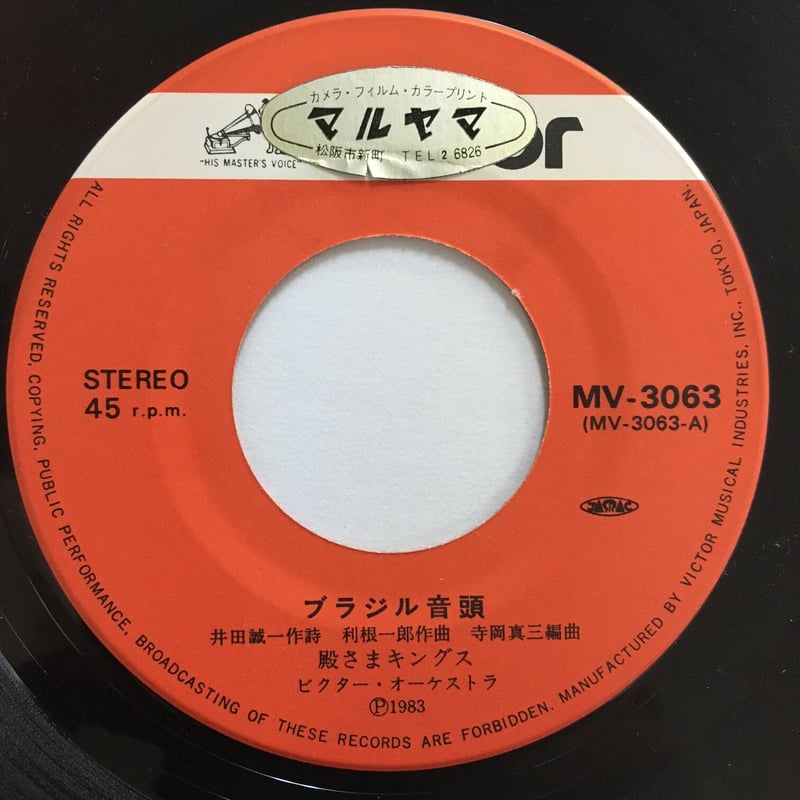 カメラ・フィルム・カラープリント
マルヤマ
松阪市新町 TEL 2 6826
"HIS MASTER'S VOICE"
STEREO
45 r.p.m.
MV-3063
(MV-3063-A)
JASRAC
ブラジル音頭
井田誠一作詩 利根一郎作曲 寺岡真三編曲
殿さまキングス
ビクター・オーケストラ
Ⓟ1983
ALL RIGHTS RESERVED, COPYING, PUBLIC PERFORMANCE, BROADCASTING OF THESE RECORDS ARE FORBIDDEN. MANUFACTURED BY VICTOR MUSICAL INDUSTRIES, INC., TOKYO, JAPAN.